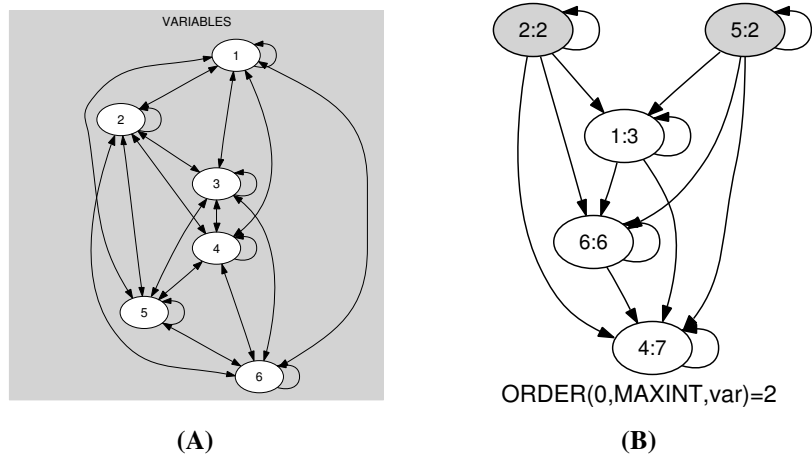 VARIABLES
1
2
3
4
5
6
(A)
2:2
5:2
1:3
6:6
4:7
ORDER(0,MAXINT,var)=2
(B)